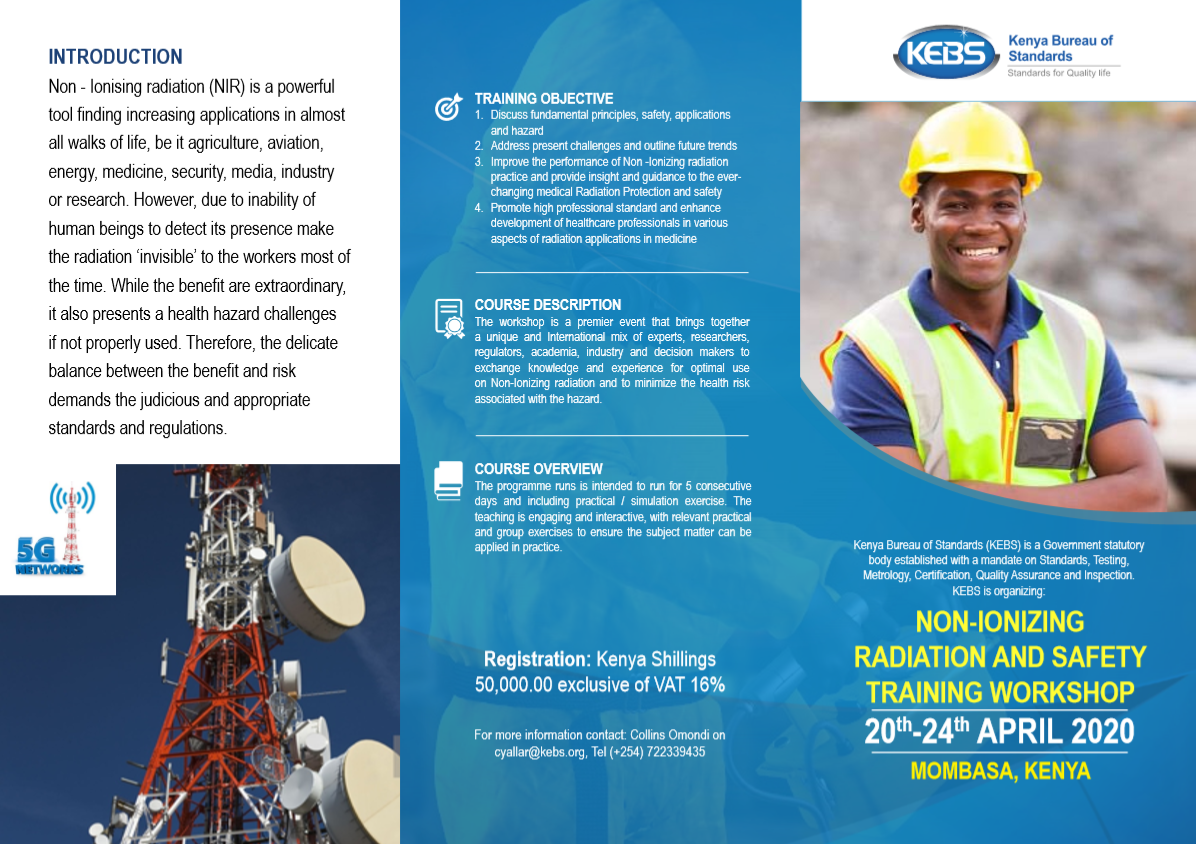 INTRODUCTION
Non - Ionising radiation (NIR) is a powerful
tool finding increasing applications in almost
all walks of life, be it agriculture, aviation,
energy, medicine, security, media, industry
or research. However, due to inability of
human beings to detect its presence make
the radiation ‘invisible’ to the workers most of
the time. While the benefit are extraordinary,
it also presents a health hazard challenges
if not properly used. Therefore, the delicate
balance between the benefit and risk
demands the judicious and appropriate
standards and regulations.
5G
NETWORKS
TRAINING OBJECTIVE
1. Discuss fundamental principles, safety, applications
and hazard
2. Address present challenges and outline future trends
3. Improve the performance of Non -Ionizing radiation
practice and provide insight and guidance to the ever-
changing medical Radiation Protection and safety
4. Promote high professional standard and enhance
development of healthcare professionals in various
aspects of radiation applications in medicine
COURSE DESCRIPTION
The workshop is a premier event that brings together
a unique and International mix of experts, researchers,
regulators, academia, industry and decision makers to
exchange knowledge and experience for optimal use
on Non-Ionizing radiation and to minimize the health risk
associated with the hazard.
COURSE OVERVIEW
The programme runs is intended to run for 5 consecutive
days and including practical / simulation exercise. The
teaching is engaging and interactive, with relevant practical
and group exercises to ensure the subject matter can be
applied in practice.
Registration: Kenya Shillings
50,000.00 exclusive of VAT 16%
For more information contact: Collins Omondi on
cyallar@kebs.org, Tel (+254) 722339435
KEBS
Kenya Bureau of
Standards
Standards for Quality life
Kenya Bureau of Standards (KEBS) is a Government statutory
body established with a mandate on Standards, Testing,
Metrology, Certification, Quality Assurance and Inspection.
KEBS is organizing:
NON-IONIZING
RADIATION AND SAFETY
TRAINING WORKSHOP
20th-24th APRIL 2020
MOMBASA, KENYA